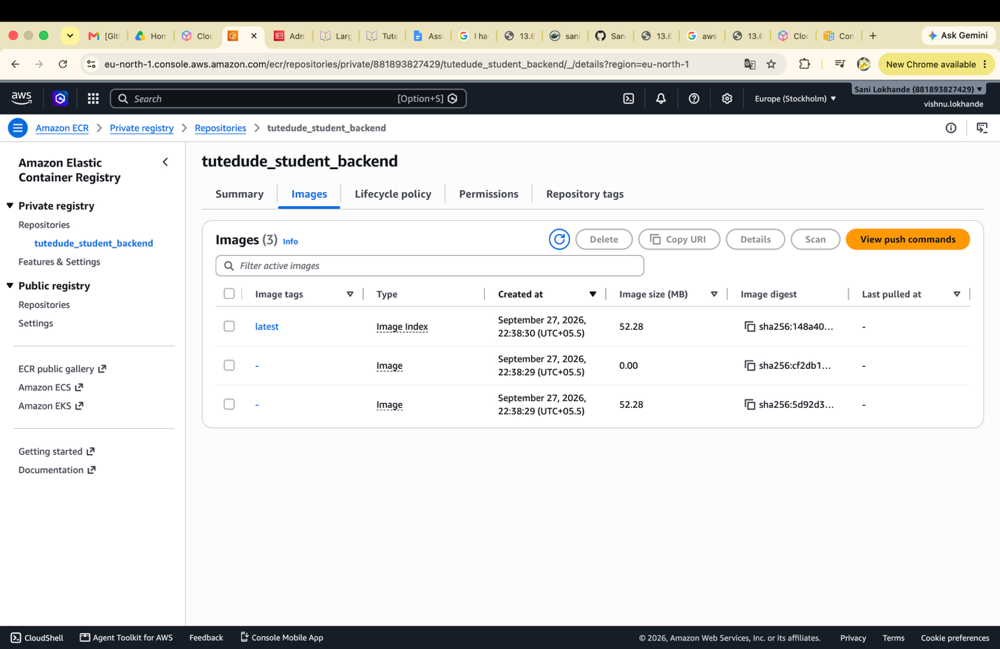 [Git
Hom
Clou
Adm
Larg
Tute
Assi
I ha
13.6
sani
San
13.6
aws
13.6
Clou
Con
Ask Gemini
eu-north-1.console.aws.amazon.com/ecr/repositories/private/881893827429/tutedude_student_backend/_/details?region=eu-north-1
New Chrome available
aws
Search
[Option+S]
Europe (Stockholm)
Sani Lokhande (881893827429)
vishnu.lokhande
Amazon ECR
Private registry
Repositories
tutedude_student_backend
Amazon Elastic
Container Registry
Private registry
Repositories
tutedude_student_backend
Features & Settings
Public registry
Repositories
Settings
ECR public gallery
Amazon ECS
Amazon EKS
Getting started
Documentation
tutedude_student_backend
Summary
Images
Lifecycle policy
Permissions
Repository tags
Images (3) Info
Delete
Copy URI
Details
Scan
View push commands
Filter active images
Image tags
Type
Created at
Image size (MB)
Image digest
Last pulled at
latest
Image Index
September 27, 2026,
22:38:30 (UTC+05.5)
52.28
sha256:148a40...
-
-
Image
September 27, 2026,
22:38:29 (UTC+05.5)
0.00
sha256:cf2db1...
-
-
Image
September 27, 2026,
22:38:29 (UTC+05.5)
52.28
sha256:5d92d3...
-
CloudShell
Agent Toolkit for AWS
Feedback
Console Mobile App
© 2026, Amazon Web Services, Inc. or its affiliates.
Privacy
Terms
Cookie preferences